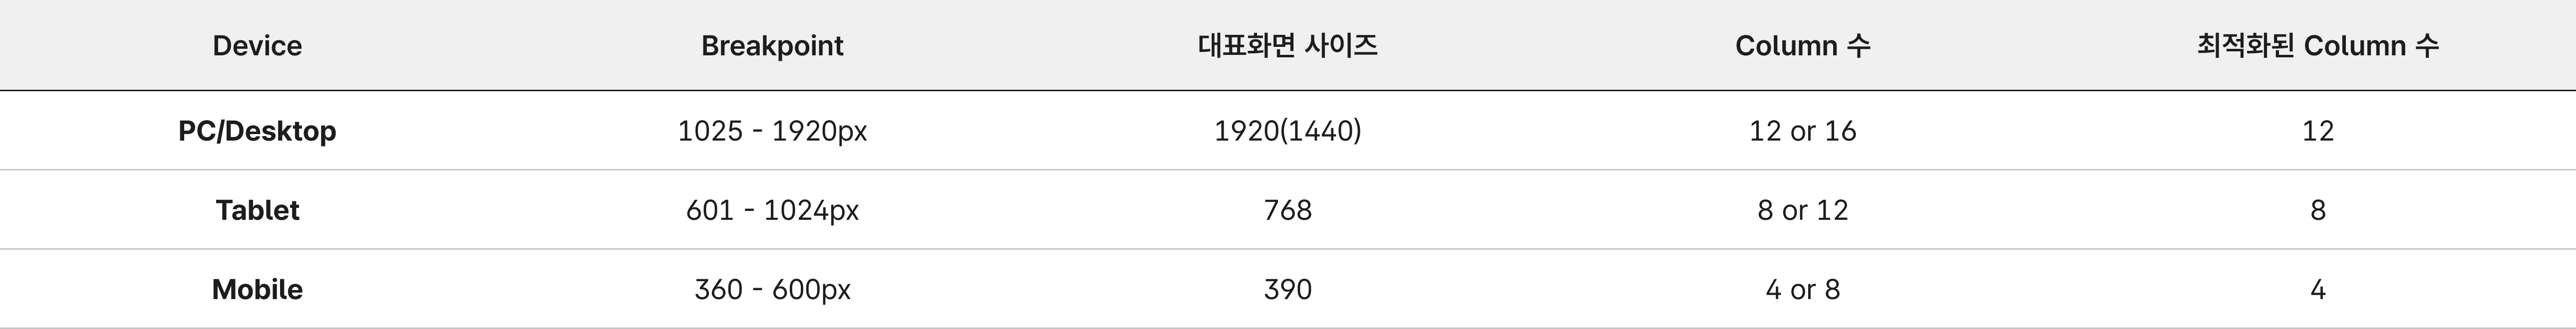 Device Breakpoint 대표화면 사이즈 Column 수 최적화된 Column 수
PC/Desktop 1025 - 1920px 1920(1440) 12 or 16 12
Tablet 601 - 1024px 768 8 or 12 8
Mobile 360 - 600px 390 4 or 8 4